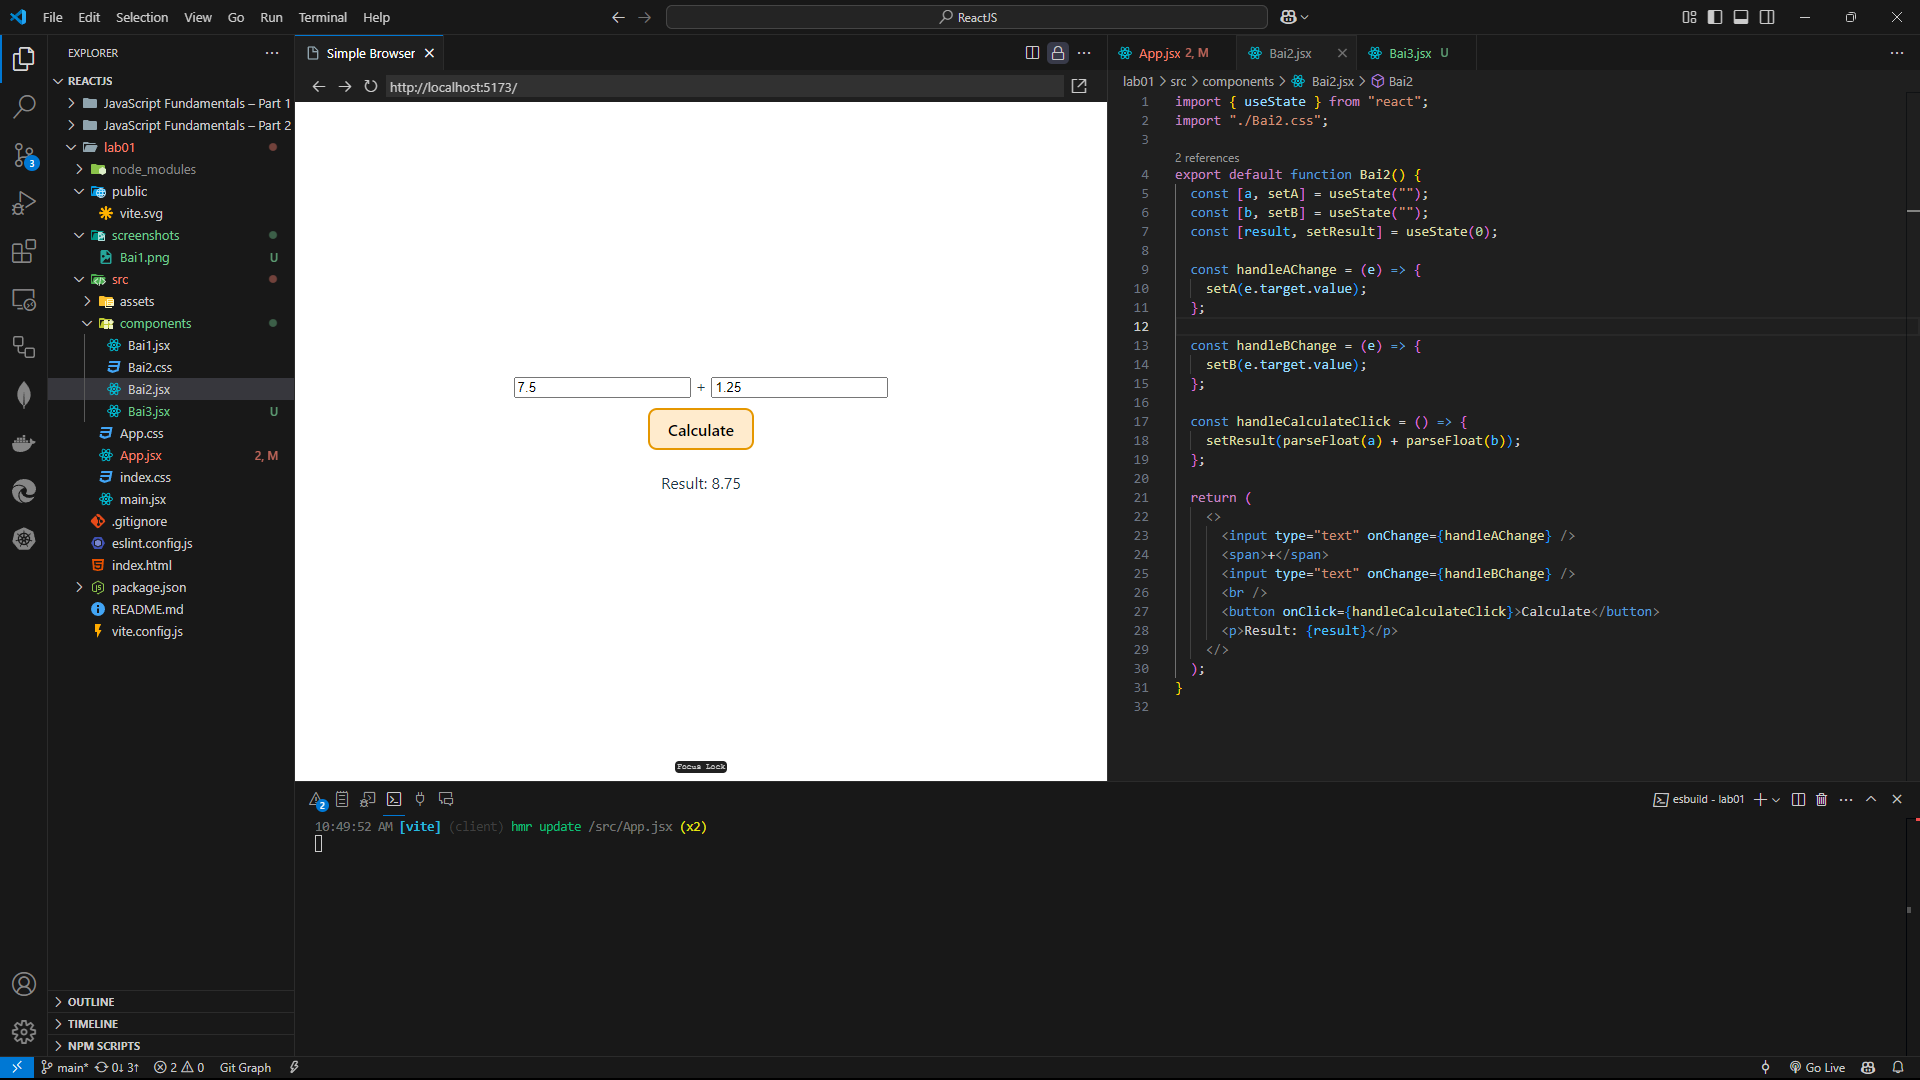 File Edit Selection View Go Run Terminal Help
ReactJS
EXPLORER
REACTJS
JavaScript Fundamentals – Part 1
JavaScript Fundamentals – Part 2
lab01
node_modules
public
vite.svg
screenshots
Bai1.png U
src
assets
components
Bai1.jsx
Bai2.css
Bai2.jsx
Bai3.jsx U
App.css
App.jsx 2, M
index.css
main.jsx
.gitignore
eslint.config.js
index.html
package.json
README.md
vite.config.js
OUTLINE
TIMELINE
NPM SCRIPTS
3
Simple Browser
http://localhost:5173/
7.5 + 1.25
Calculate
Result: 8.75
Focus Lock
App.jsx 2, M Bai2.jsx Bai3.jsx U
lab01 > src > components > Bai2.jsx > Bai2
1 import { useState } from "react";
2 import "./Bai2.css";
3
2 references
4 export default function Bai2() {
5 const [a, setA] = useState("");
6 const [b, setB] = useState("");
7 const [result, setResult] = useState(0);
8
9 const handleAChange = (e) => {
10 setA(e.target.value);
11 };
12
13 const handleBChange = (e) => {
14 setB(e.target.value);
15 };
16
17 const handleCalculateClick = () => {
18 setResult(parseFloat(a) + parseFloat(b));
19 };
20
21 return (
22 <>
23 <input type="text" onChange={handleAChange} />
24 <span>+</span>
25 <input type="text" onChange={handleBChange} />
26 <br />
27 <button onClick={handleCalculateClick}>Calculate</button>
28 <p>Result: {result}</p>
29 </>
30 );
31 }
32
2
esbuild - lab01
10:49:52 AM [vite] (client) hmr update /src/App.jsx (x2)
main* 0↓ 3↑ 2 0 Git Graph Go Live